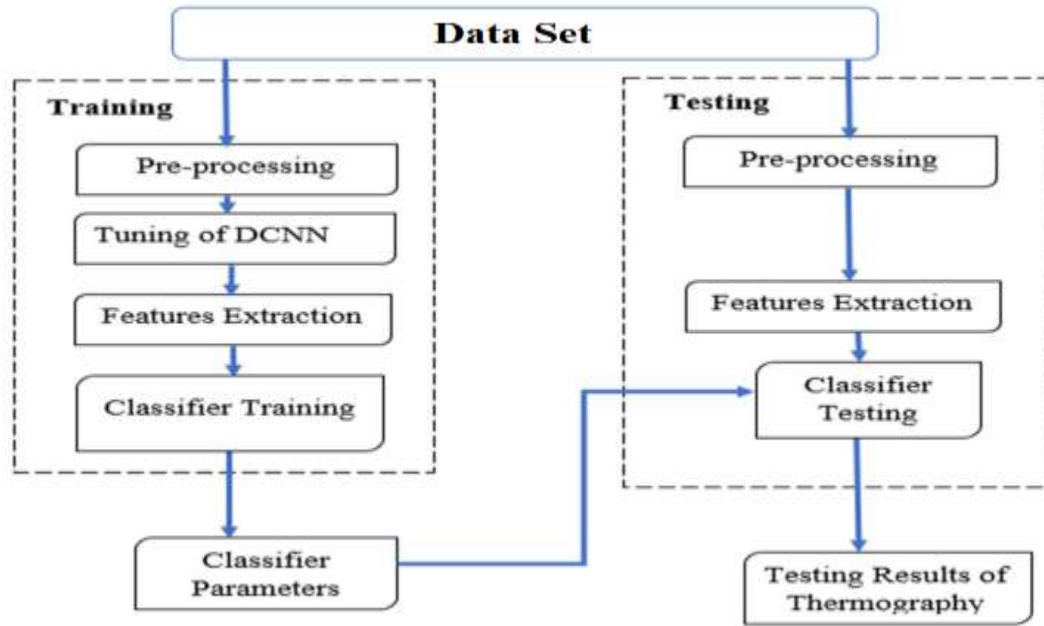 Data Set
Training
Pre-processing
Tuning of DCNN
Features Extraction
Classifier Training
Classifier
Parameters
Testing
Pre-processing
Features Extraction
Classifier
Testing
Testing Results of
Thermography